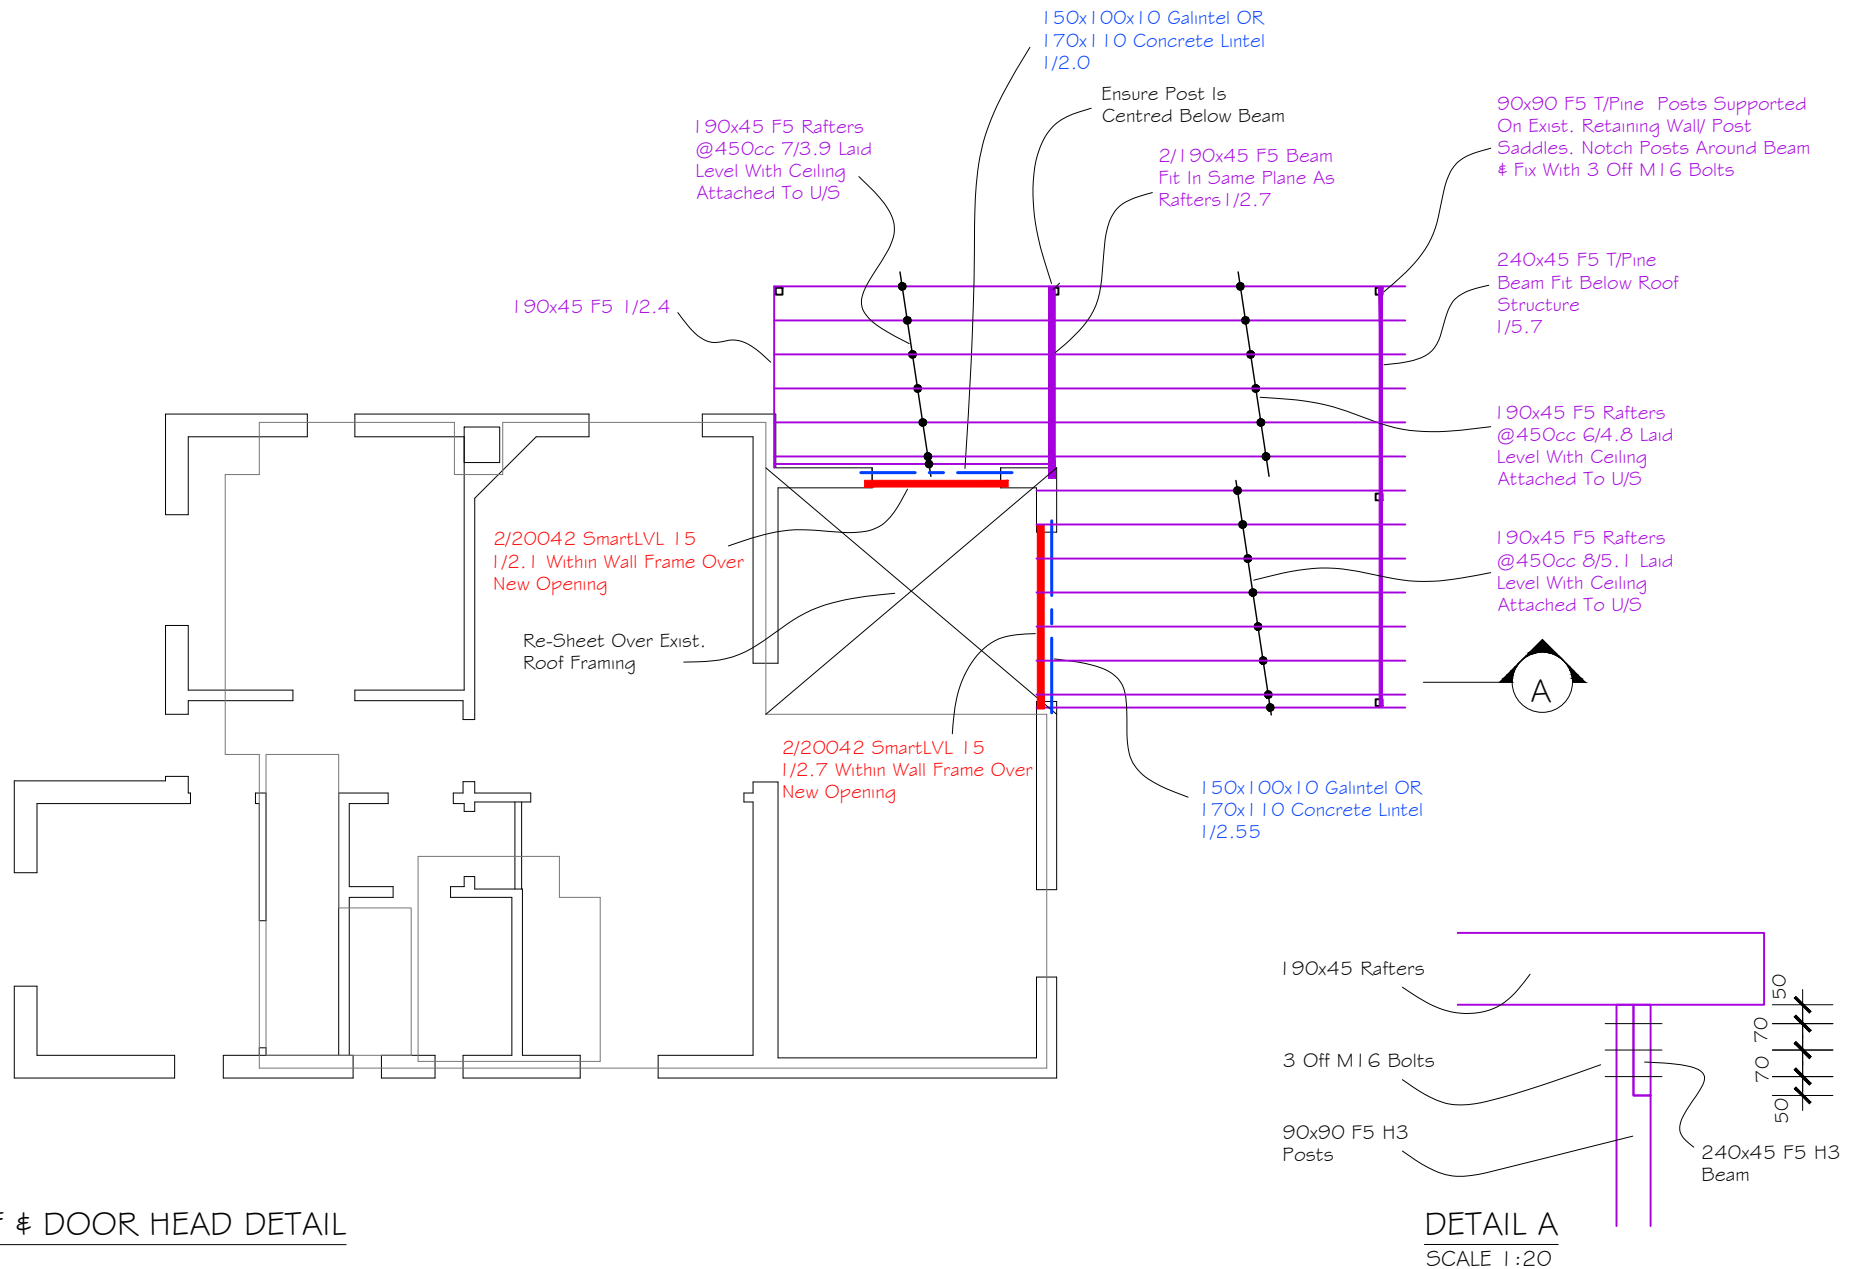 150x100x10 Galintel OR
170x110 Concrete Lintel
1/2.0
Ensure Post Is
Centred Below Beam
90x90 F5 T/Pine Posts Supported
On Exist. Retaining Wall/ Post
Saddles. Notch Posts Around Beam
& Fix With 3 Off M16 Bolts
190x45 F5 Rafters
@450cc 7/3.9 Laid
Level With Ceiling
Attached To U/S
2/190x45 F5 Beam
Fit In Same Plane As
Rafters 1/2.7
240x45 F5 T/Pine
Beam Fit Below Roof
Structure
1/5.7
190x45 F5 1/2.4
190x45 F5 Rafters
@450cc 6/4.8 Laid
Level With Ceiling
Attached To U/S
2/20042 SmartLVL 15
1/2.1 Within Wall Frame Over
New Opening
190x45 F5 Rafters
@450cc 8/5.1 Laid
Level With Ceiling
Attached To U/S
Re-Sheet Over Exist.
Roof Framing
A
2/20042 SmartLVL 15
1/2.7 Within Wall Frame Over
New Opening
150x100x10 Galintel OR
170x110 Concrete Lintel
1/2.55
190x45 Rafters
50
70
70
50
3 Off M16 Bolts
90x90 F5 H3
Posts
240x45 F5 H3
Beam
& DOOR HEAD DETAIL
DETAIL A
SCALE 1:20